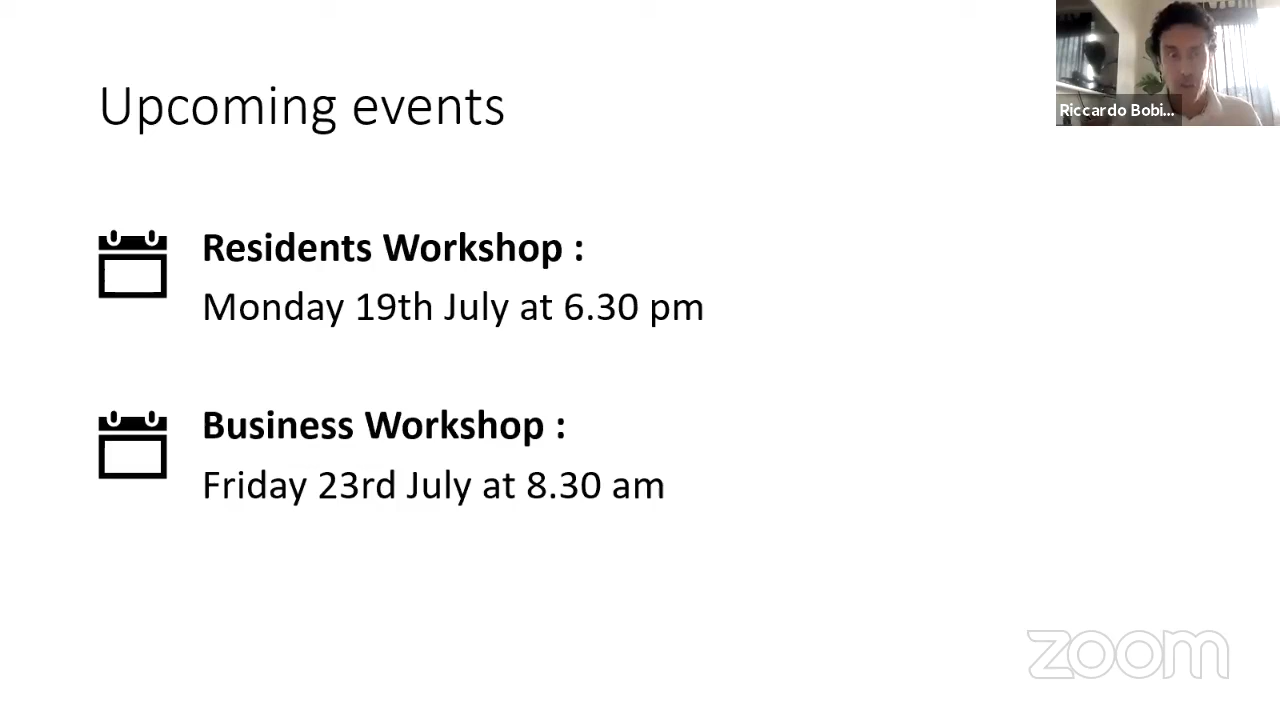 Upcoming events
Riccardo Bobi...
Residents Workshop :
Monday 19th July at 6.30 pm
Business Workshop :
Friday 23rd July at 8.30 am
zoom